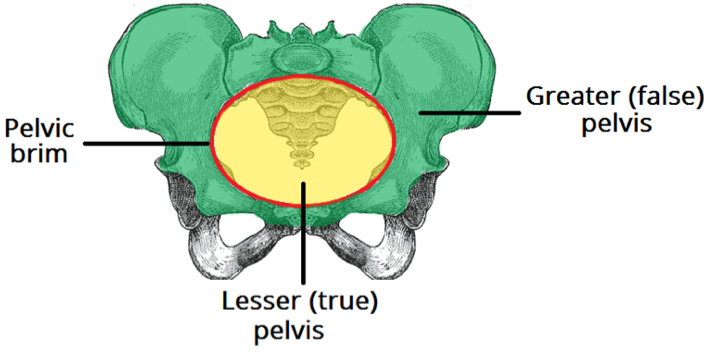 Greater (false)
pelvis
Pelvic
brim
Lesser (true)
pelvis